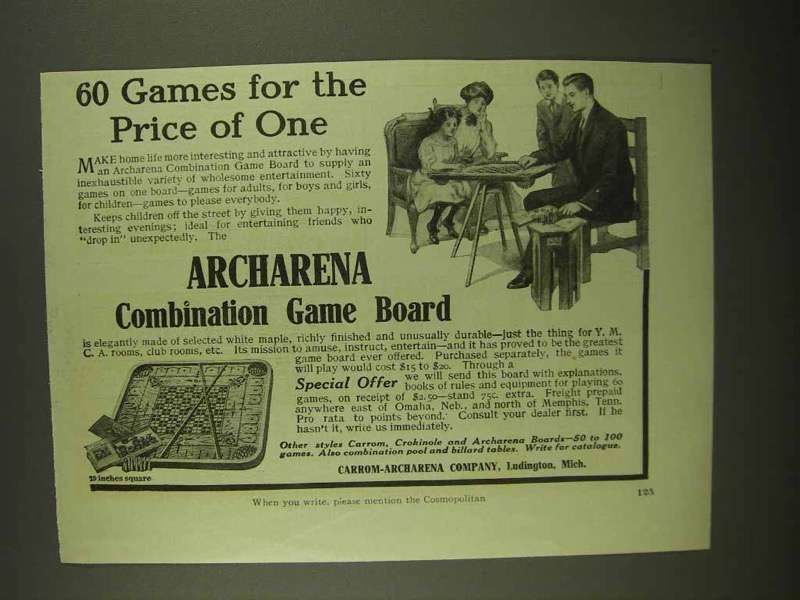 60 Games for the
Price of One
MAKE home life more interesting and attractive by having
an Archarena Combination Game Board to supply an
inexhaustible variety of wholesome entertainment. Sixty
games on one board—games for adults, for boys and girls,
for children—games to please everybody.
Keeps children off the street by giving them happy, in-
teresting evenings; ideal for entertaining friends who
"drop in" unexpectedly. The
ARCHARENA
Combination Game Board
is elegantly made of selected white maple, richly finished and unusually durable—just the thing for Y. M.
C. A. rooms, club rooms, etc. Its mission to amuse, instruct, entertain—and it has proved to be the greatest
game board ever offered. Purchased separately, the games it
will play would cost $15 to $20. Through a
Special Offer we will send this board with explanations,
books of rules and equipment for playing 60
games, on receipt of $2.50—stand 75c. extra. Freight prepaid
anywhere east of Omaha, Neb., and north of Memphis, Tenn.
Pro rata to points beyond. Consult your dealer first. If he
hasn't it, write us immediately.
Other styles Carrom, Crokinole and Archarena Boards—50 to 100
games. Also combination pool and billard tables. Write for catalogue.
CARROM-ARCHARENA COMPANY, Ludington, Mich.
29 inches square
When you write, please mention the Cosmopolitan